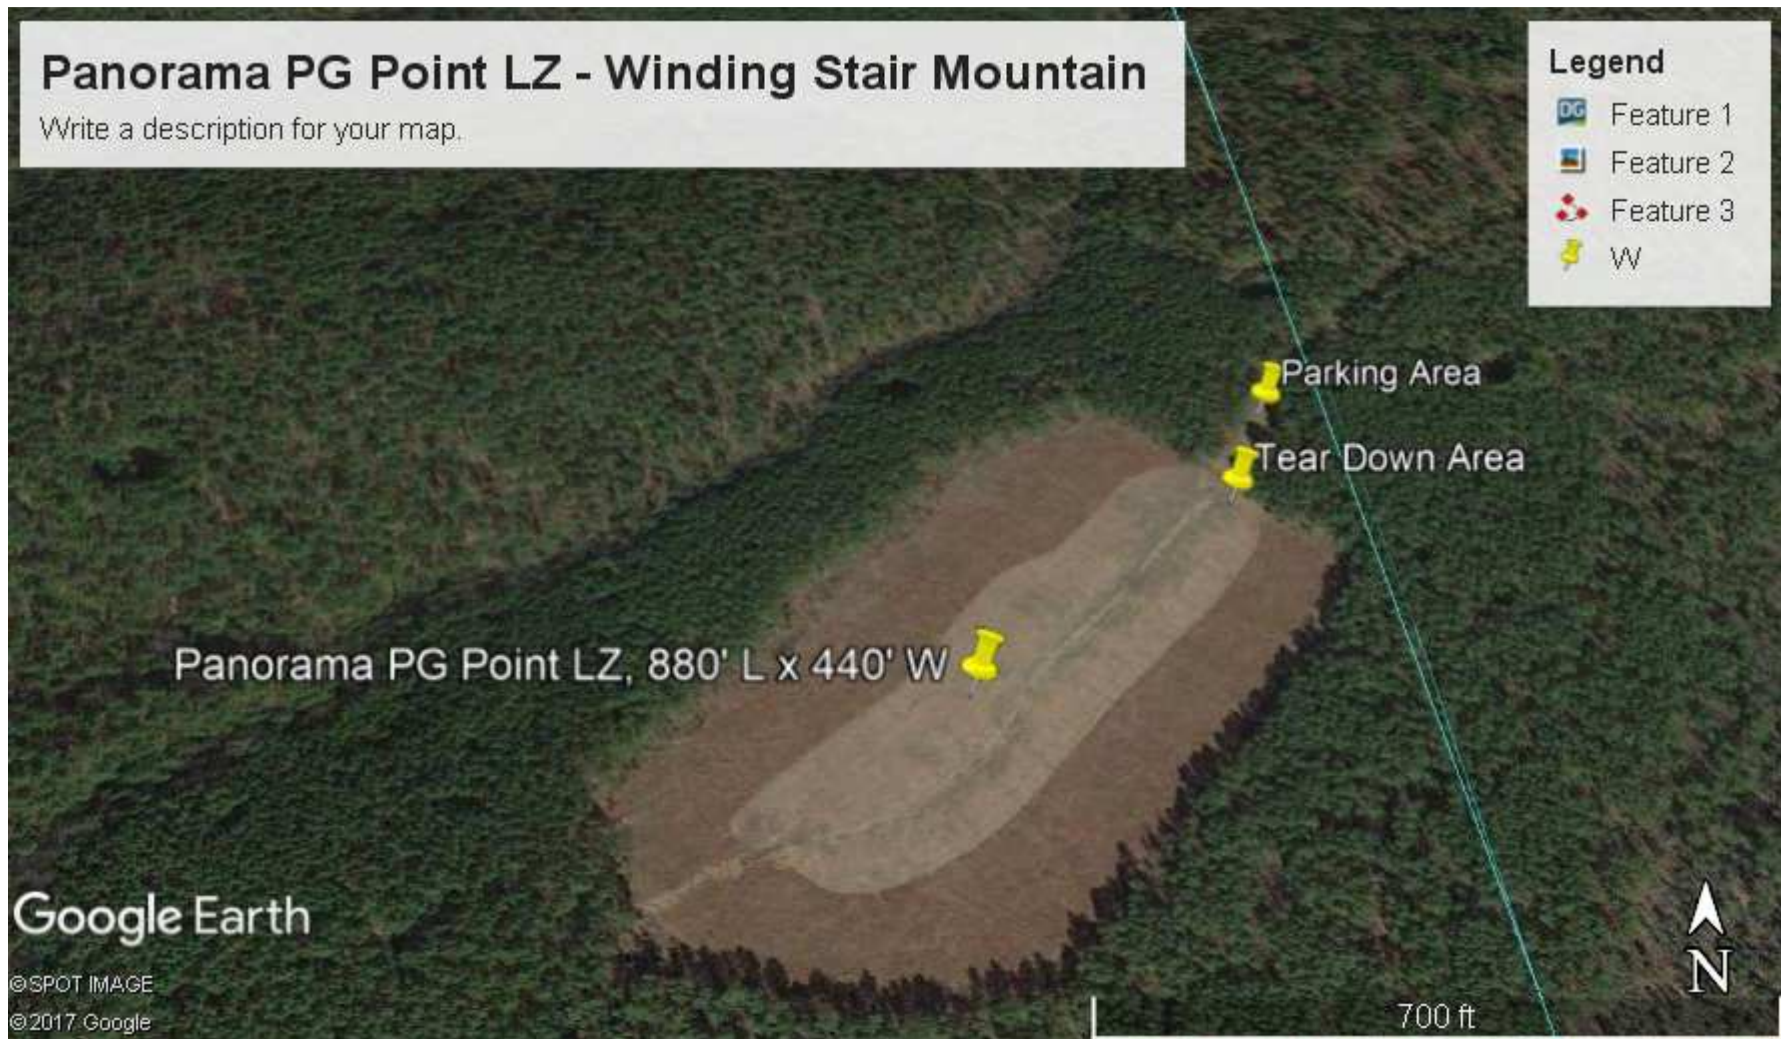 Panorama PG Point LZ - Winding Stair Mountain
Write a description for your map.
Legend
DG Feature 1
Feature 2
Feature 3
W
Parking Area
Tear Down Area
Panorama PG Point LZ, 880' L x 440' W
Google Earth
©SPOT IMAGE
©2017 Google
N
700 ft